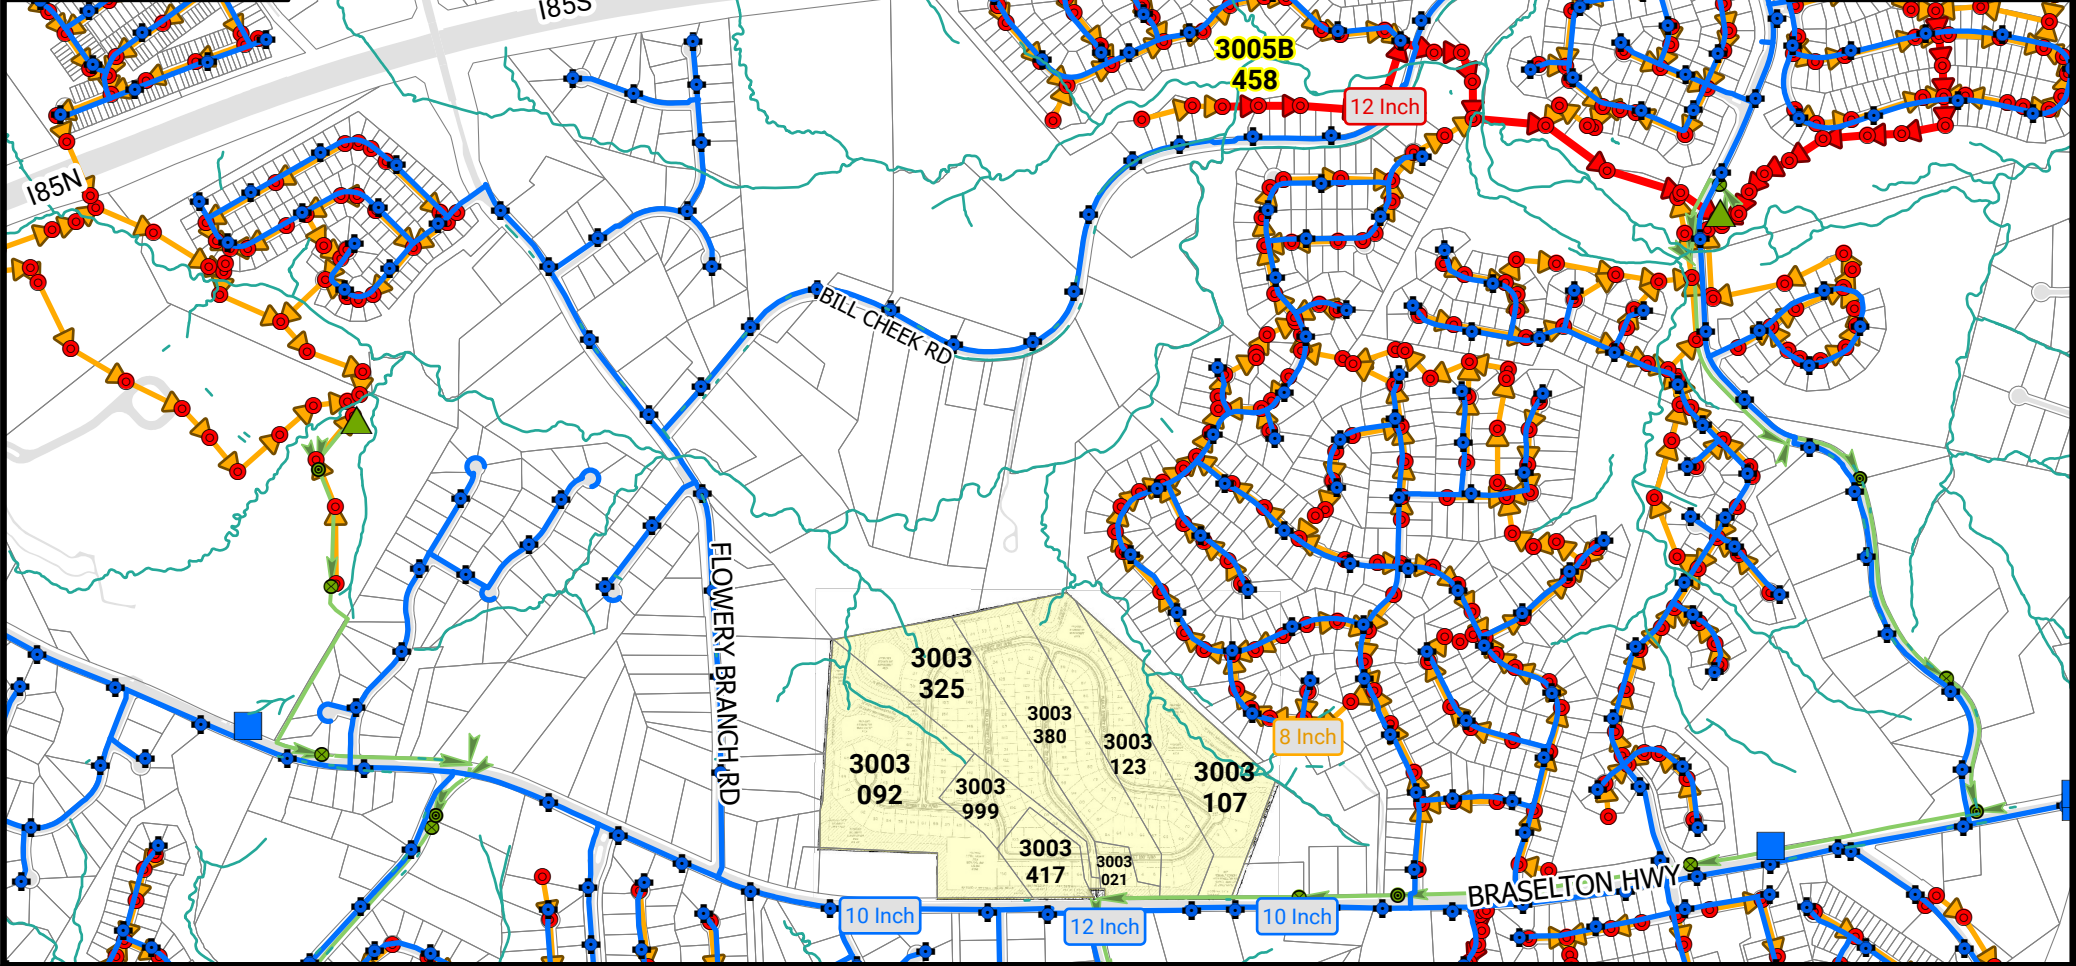 I85S
3005B
458
12 Inch
I85N
BILL CHEEK RD
FLOWERY BRANCH RD
3003
325
3003
380
3003
123
3003
107
3003
092
3003
999
3003
417
3003
021
8 Inch
BRASELTON HWY
10 Inch
12 Inch
10 Inch